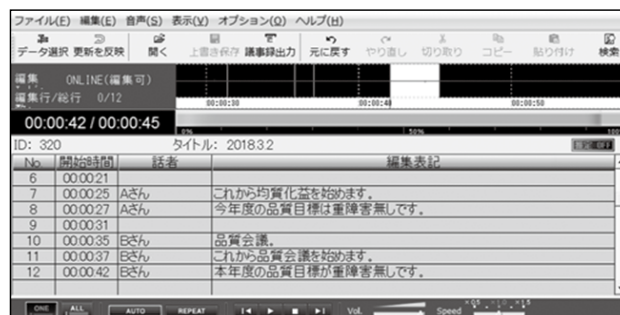 ファイル(F) 編集(E) 音声(S) 表示(V) オプション(O) ヘルプ(H)
データ選択 更新を反映 開く 上書き保存 議事録出力 元に戻す やり直し 切り取り コピー 貼り付け 検索
編集 ONLINE(編集可)
編集行/総行 0/12
00:00:30 00:00:40 00:00:50
00:00:42 / 00:00:45
0% 50% 100
ID: 320 タイトル: 2018.3.2
No 開始時間 話者 編集表記
6 00:00:21
7 00:00:25 Aさん これから均質化益を始めます。
8 00:00:27 Aさん 今年度の品質目標は重障害無しです。
9 00:00:31
10 00:00:35 Bさん 品質会議。
11 00:00:37 Bさん これから品質会議を始めます。
12 00:00:42 Bさん 本年度の品質目標が重障害無しです。
ONE ALL AUTO REPEAT Vol. Speed ×0.5 ×1.0 ×1.5